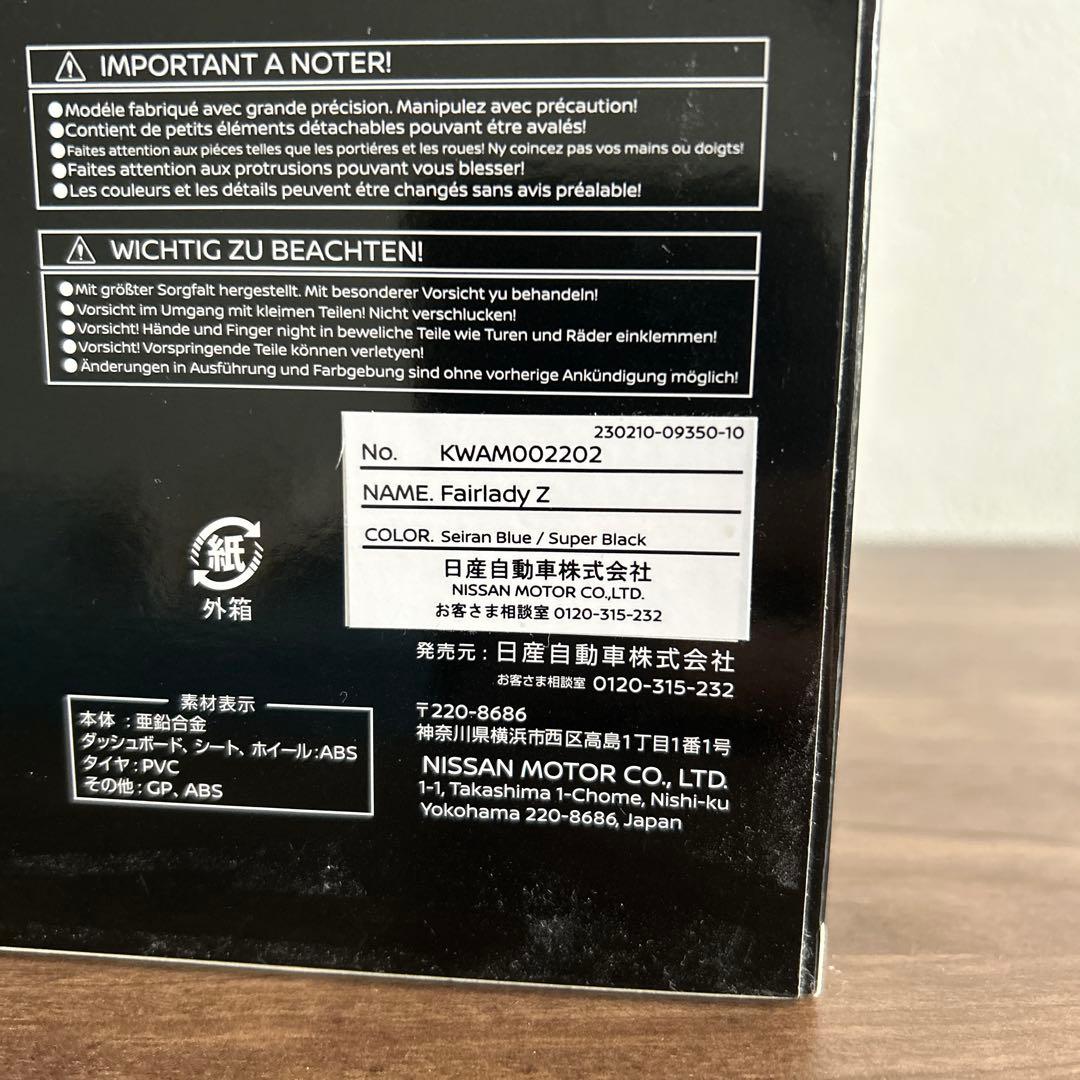 IMPORTANT A NOTER!
●Modéle fabriqué avec grande précision. Manipulez avec précaution!
●Contient de petits éléments détachables pouvant étre avalés!
●Faites attention aux piéces telles que les portiéres et les roues! Ny coincez pas vos mains ou doigts!
●Faites attention aux protrusions pouvant vous blesser!
●Les couleurs et les détails peuvent étre changés sans avis préalable!
WICHTIG ZU BEACHTEN!
●Mit größter Sorgfalt hergestellt. Mit besonderer Vorsicht yu behandeln!
●Vorsicht im Umgang mit kleimen Teilen! Nicht verschlucken!
●Vorsicht! Hände und Finger night in beweliche Teile wie Turen und Räder einklemmen!
●Vorsicht! Vorspringende Teile können verletyen!
●Änderungen in Ausführung und Farbgebung sind ohne vorherige Ankündigung möglich!
230210-09350-10
No. KWAM002202
NAME. Fairlady Z
COLOR. Seiran Blue / Super Black
日産自動車株式会社
NISSAN MOTOR CO.,LTD.
お客さま相談室 0120-315-232
紙
外箱
発売元：日産自動車株式会社
お客さま相談室 0120-315-232
〒220-8686
神奈川県横浜市西区高島1丁目1番1号
NISSAN MOTOR CO., LTD.
1-1, Takashima 1-Chome, Nishi-ku
Yokohama 220-8686, Japan
素材表示
本体：亜鉛合金
ダッシュボード、シート、ホイール：ABS
タイヤ：PVC
その他：GP、ABS